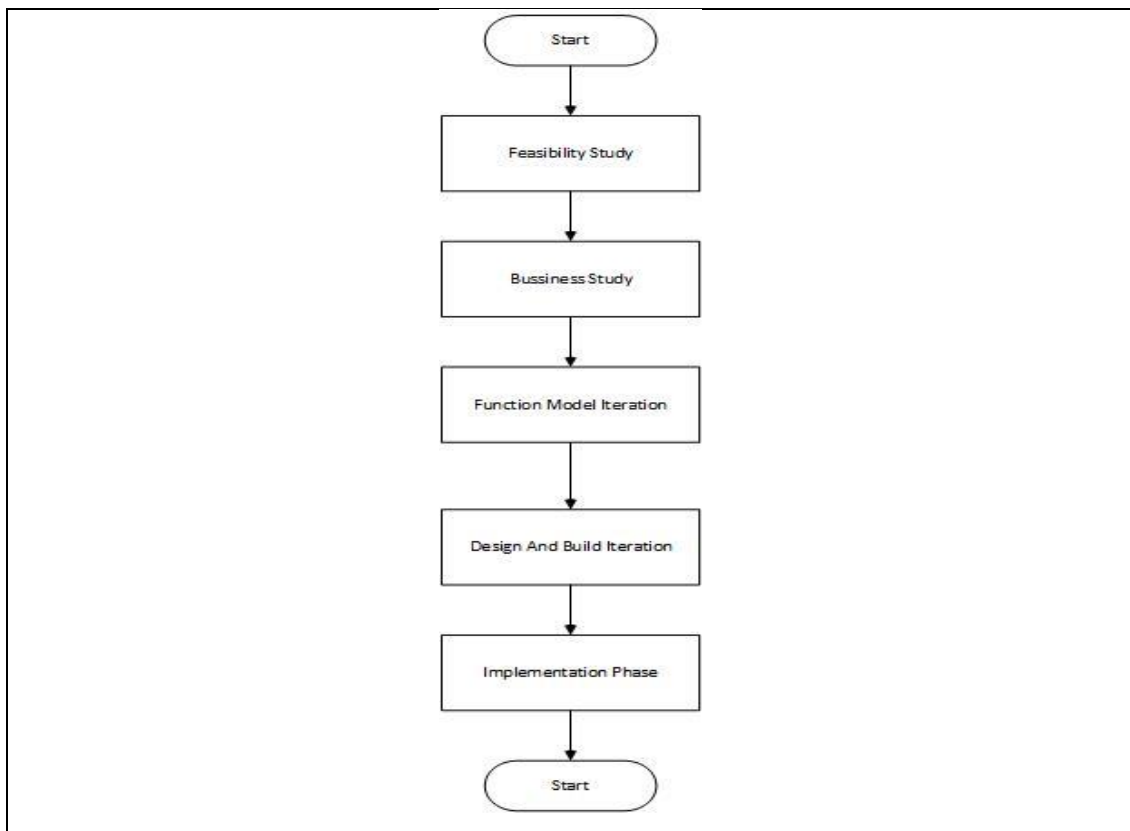 Start
Feasibility Study
Bussiness Study
Function Model Iteration
Design And Build Iteration
Implementation Phase
Start